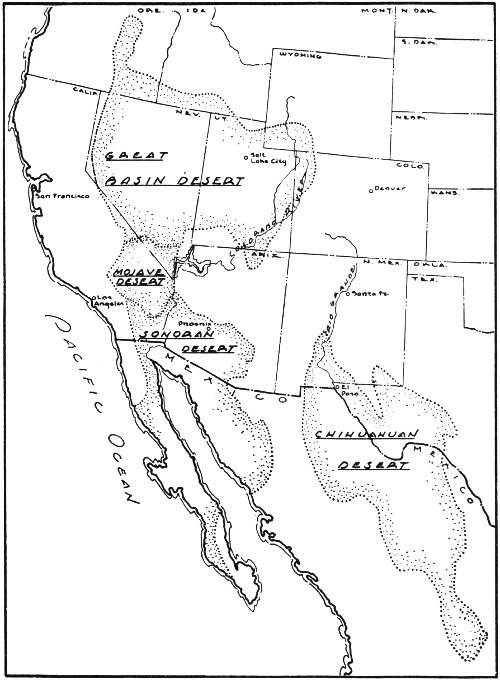 ORE. IDA.
MONT. N. DAK.
S. DAK.
WYOMING
CALIF.
NEV. UT.
NEBR.
GREAT
BASIN DESERT
Salt
Lake City
COLO.
Denver
KANS.
San Francisco
COLORADO RIVER
ARIZ.
N. MEX.
OKLA.
TEX.
MOJAVE
DESERT
Los
Angeles
RIO GRANDE
Santa Fe
Phoenix
SONORAN
DESERT
MEXICO
El
Paso
PACIFIC OCEAN
CHIHUAHUAN
DESERT
MEXICO